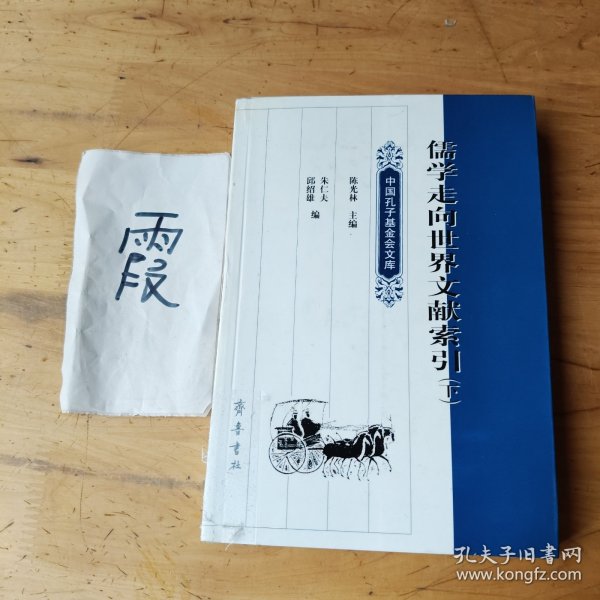 霞
儒学走向世界文献索引（下）
中国孔子基金会文库
陈光林 主编
朱仁夫
邱绍雄 编
齐鲁书社
孔夫子旧书网
www.kongfz.com